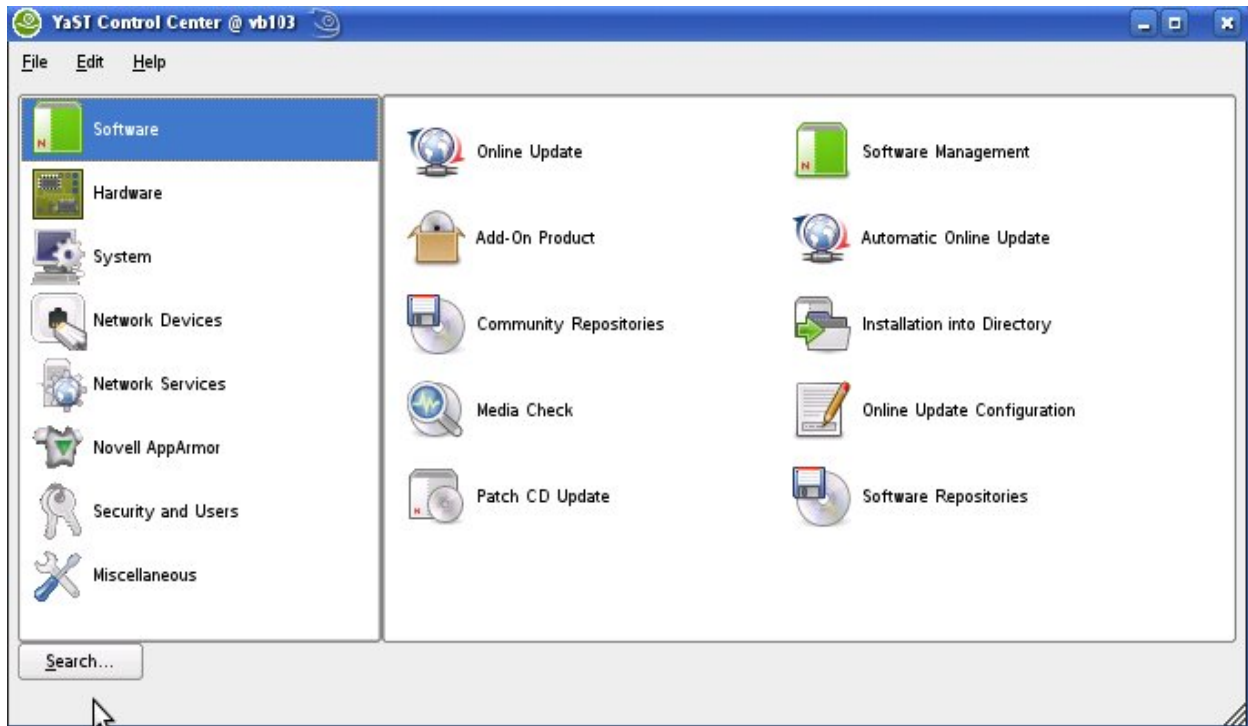 YaST Control Center @ vb103
File Edit Help
Software
Hardware
System
Network Devices
Network Services
Novell AppArmor
Security and Users
Miscellaneous
Online Update
Software Management
Add-On Product
Automatic Online Update
Community Repositories
Installation into Directory
Media Check
Online Update Configuration
Patch CD Update
Software Repositories
Search...